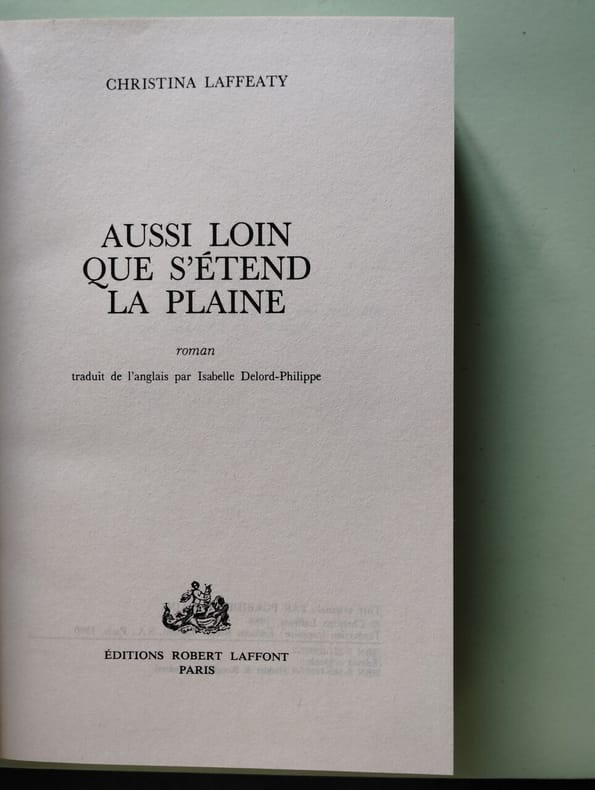 CHRISTINA LAFFEATY
AUSSI LOIN
QUE S'ÉTEND
LA PLAINE
roman
traduit de l'anglais par Isabelle Delord-Philippe
ÉDITIONS ROBERT LAFFONT
PARIS